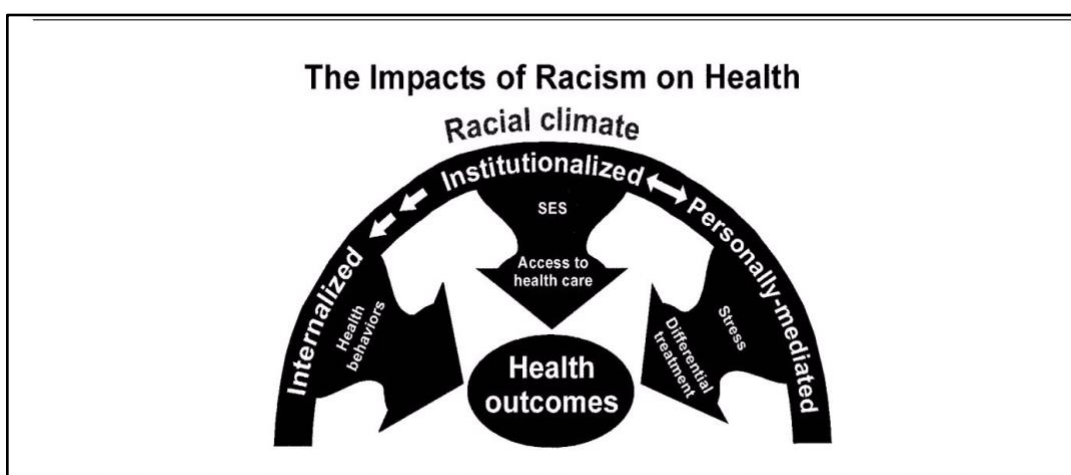 The Impacts of Racism on Health
Racial climate
Institutionalized
Internalized
Personally-mediated
SES
Access to
health care
Health
behaviors
Stress
Differential
treatment
Health
outcomes